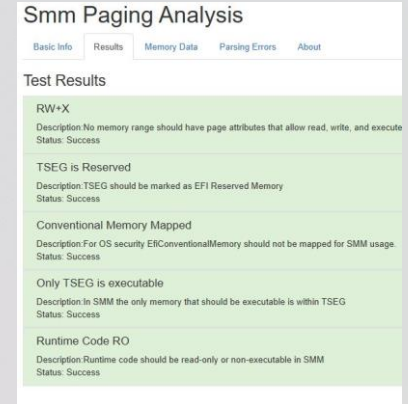 Smm Paging Analysis
Basic Info Results Memory Data Parsing Errors About
Test Results
RW+X
Description:No memory range should have page attributes that allow read, write, and execute
Status: Success
TSEG is Reserved
Description:TSEG should be marked as EFI Reserved Memory
Status: Success
Conventional Memory Mapped
Description:For OS security EfiConventionalMemory should not be mapped for SMM usage.
Status: Success
Only TSEG is executable
Description:In SMM the only memory that should be executable is within TSEG
Status: Success
Runtime Code RO
Description:Runtime code should be read-only or non-executable in SMM
Status: Success